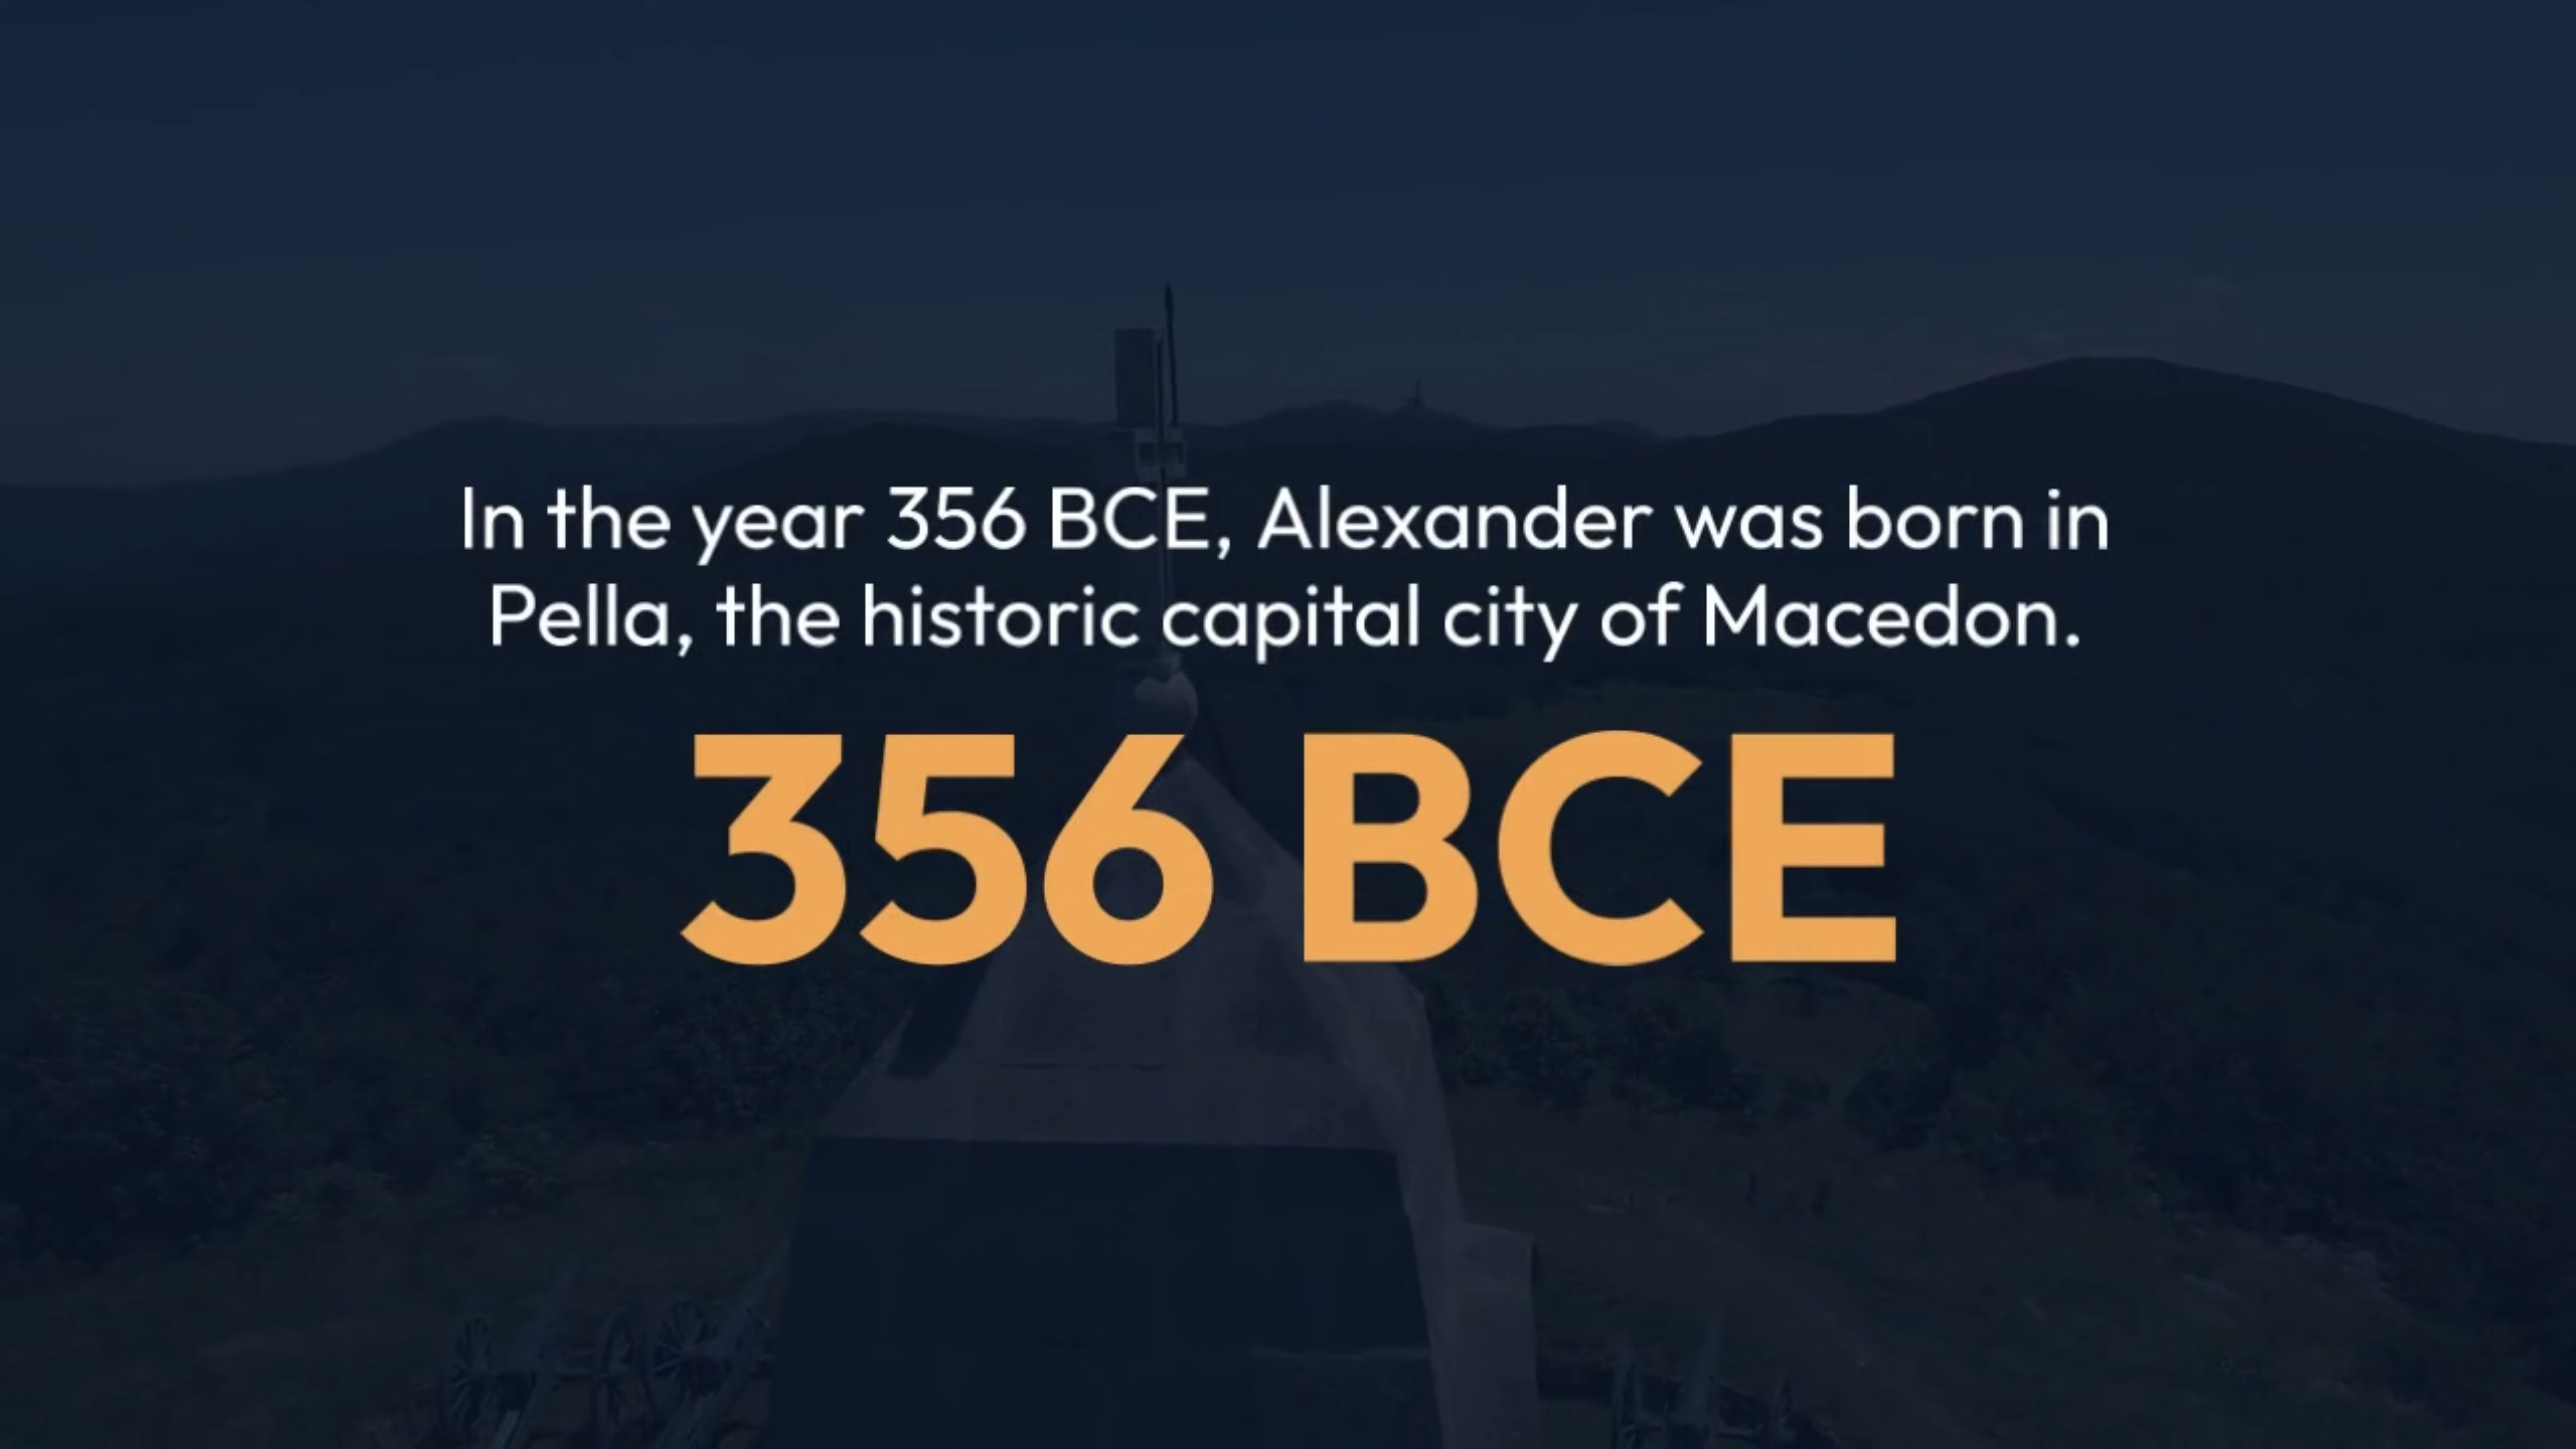 In the year 356 BCE, Alexander was born in
Pella, the historic capital city of Macedon.
356 BCE